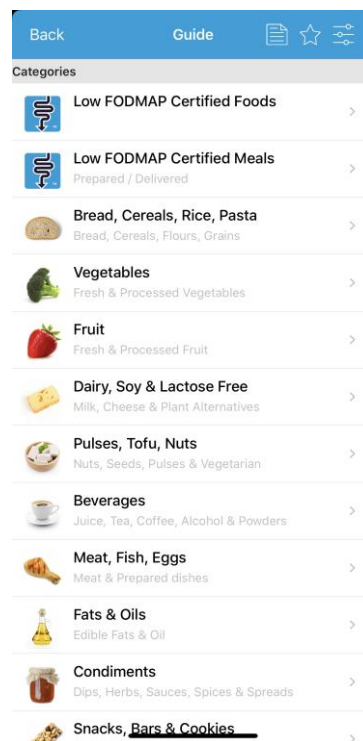 Back Guide
Categories
Low FODMAP Certified Foods
Low FODMAP Certified Meals
Prepared / Delivered
Bread, Cereals, Rice, Pasta
Bread, Cereals, Flours, Grains
Vegetables
Fresh & Processed Vegetables
Fruit
Fresh & Processed Fruit
Dairy, Soy & Lactose Free
Milk, Cheese & Plant Alternatives
Pulses, Tofu, Nuts
Nuts, Seeds, Pulses & Vegetarian
Beverages
Juice, Tea, Coffee, Alcohol & Powders
Meat, Fish, Eggs
Meat & Prepared dishes
Fats & Oils
Edible Fats & Oil
Condiments
Dips, Herbs, Sauces, Spices & Spreads
Snacks, Bars & Cookies